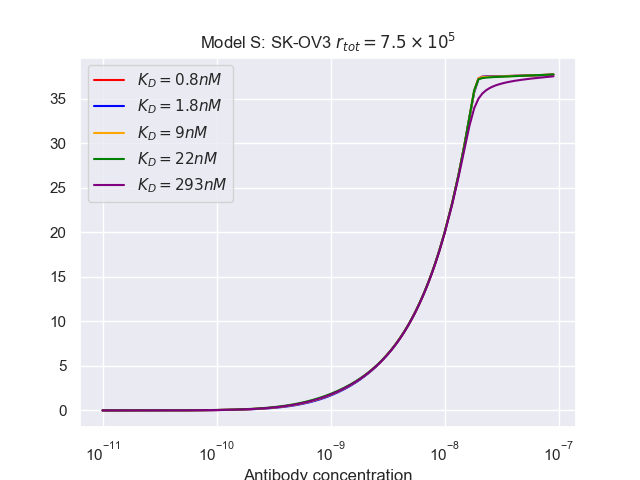 Model S: SK-OV3 $r_{tot} = 7.5 \times 10^5$
$K_D = 0.8nM$
$K_D = 1.8nM$
$K_D = 9nM$
$K_D = 22nM$
$K_D = 293nM$
35
30
25
20
15
10
5
0
$10^{-11}$ $10^{-10}$ $10^{-9}$ $10^{-8}$ $10^{-7}$
Antibody concentration